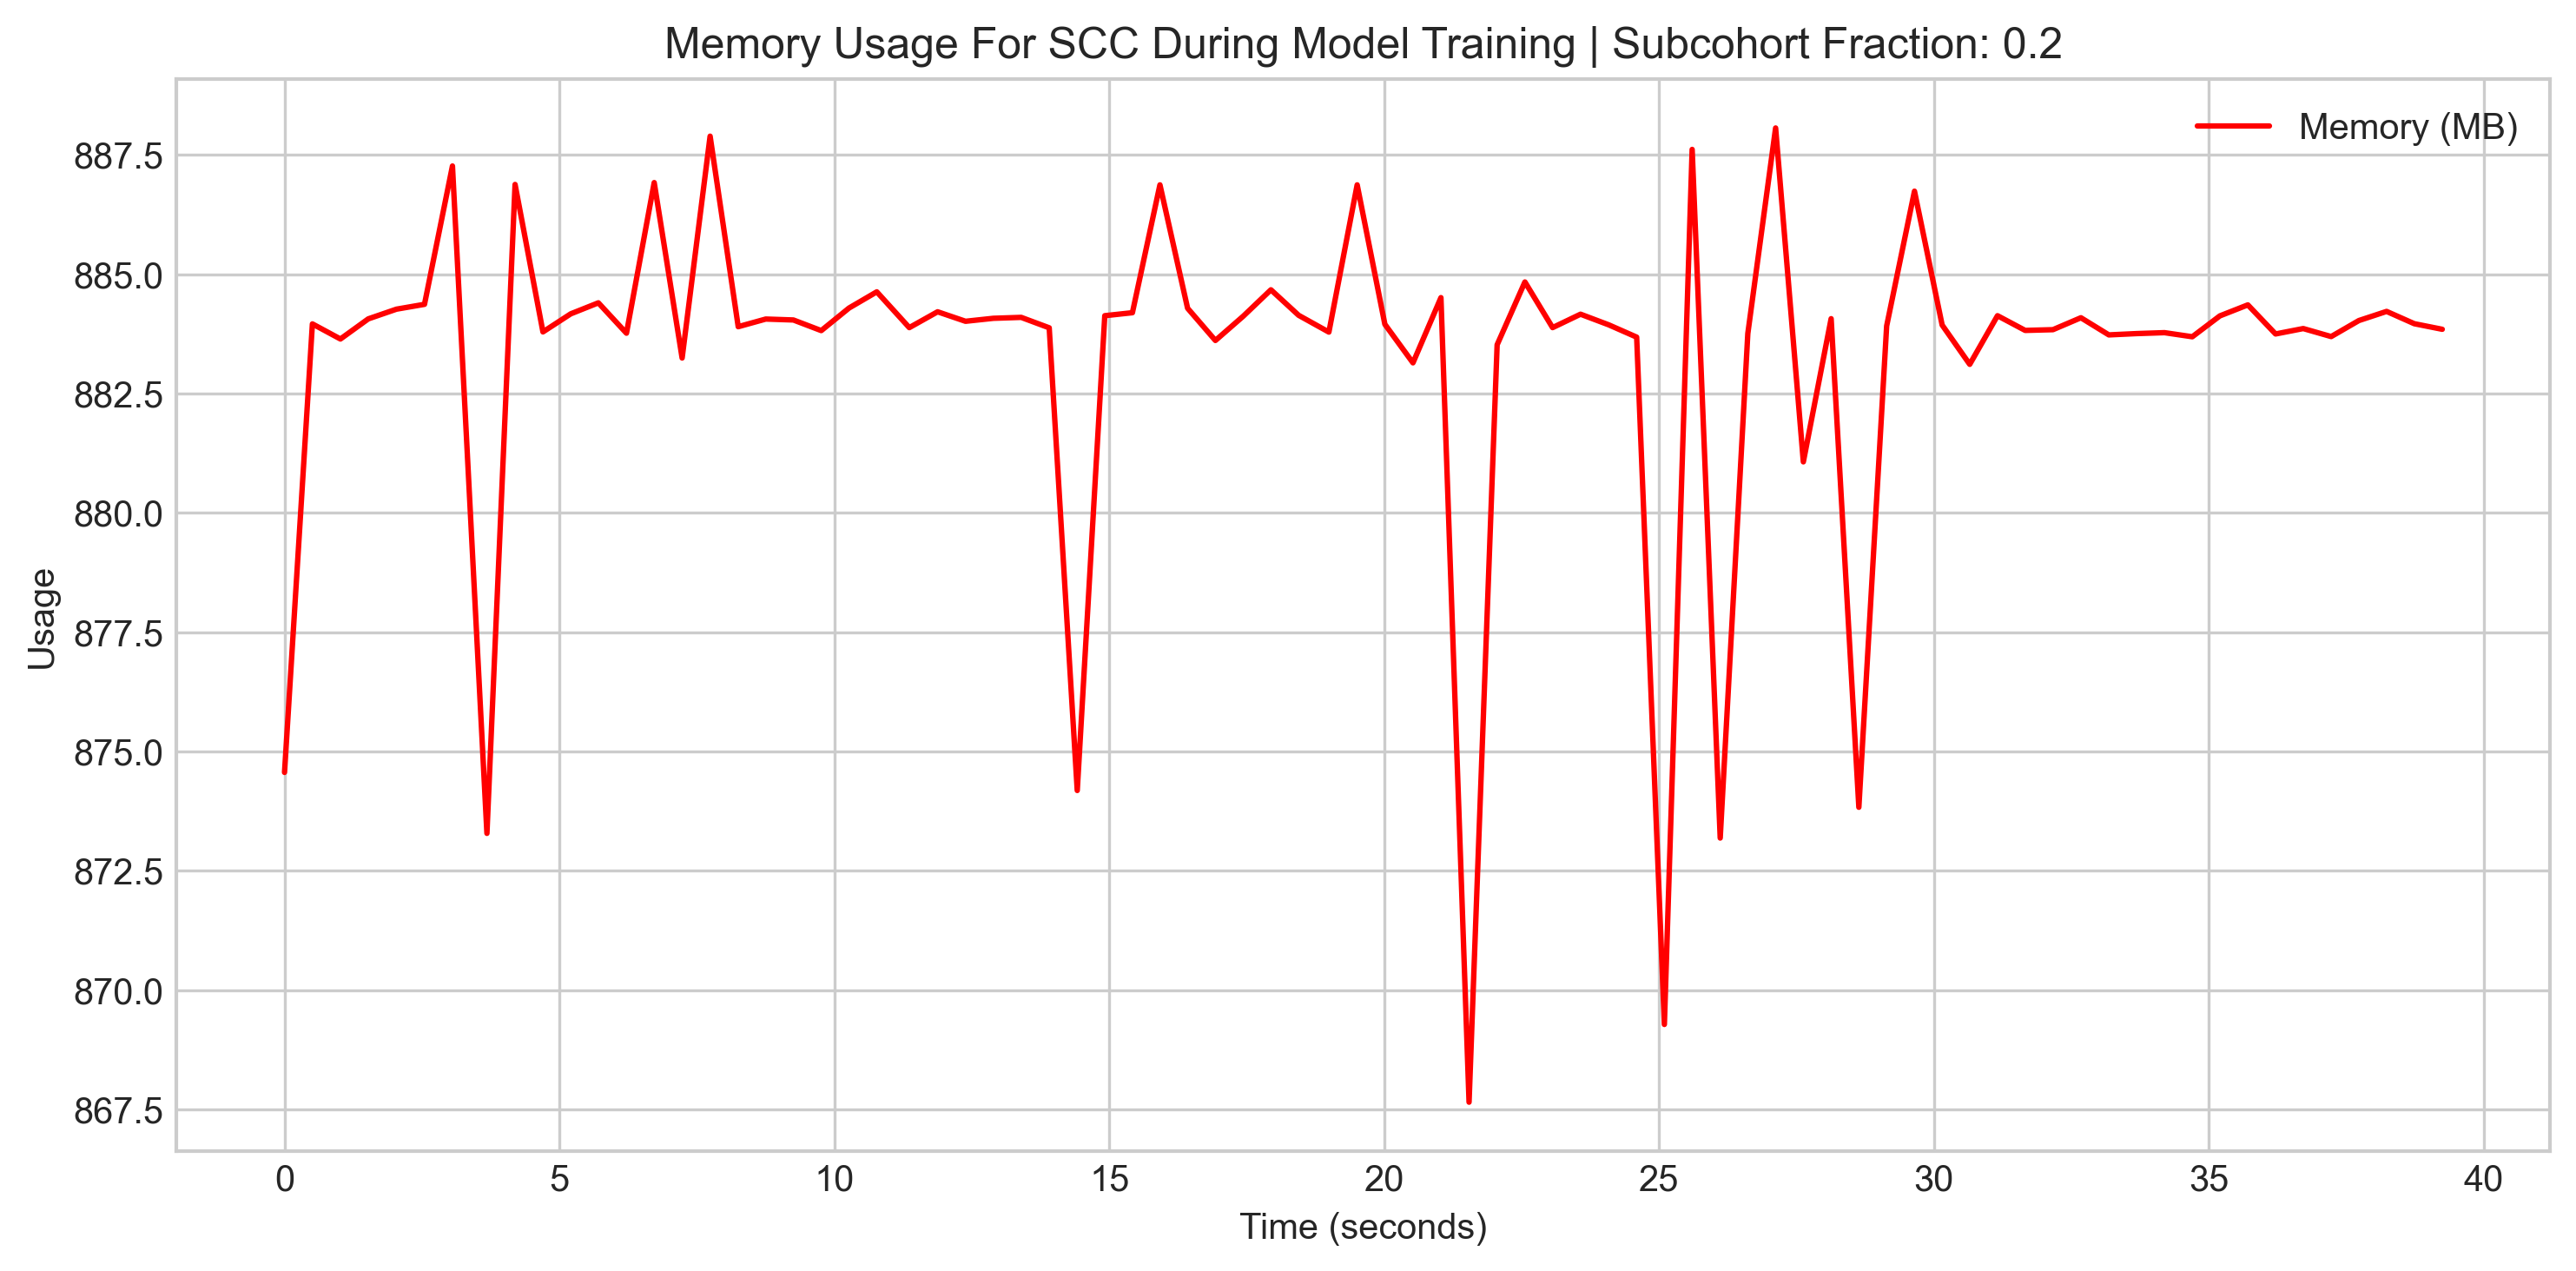 Memory Usage For SCC During Model Training | Subcohort Fraction: 0.2
Memory (MB)
887.5
885.0
882.5
880.0
877.5
875.0
872.5
870.0
867.5
Usage
0 5 10 15 20 25 30 35 40
Time (seconds)